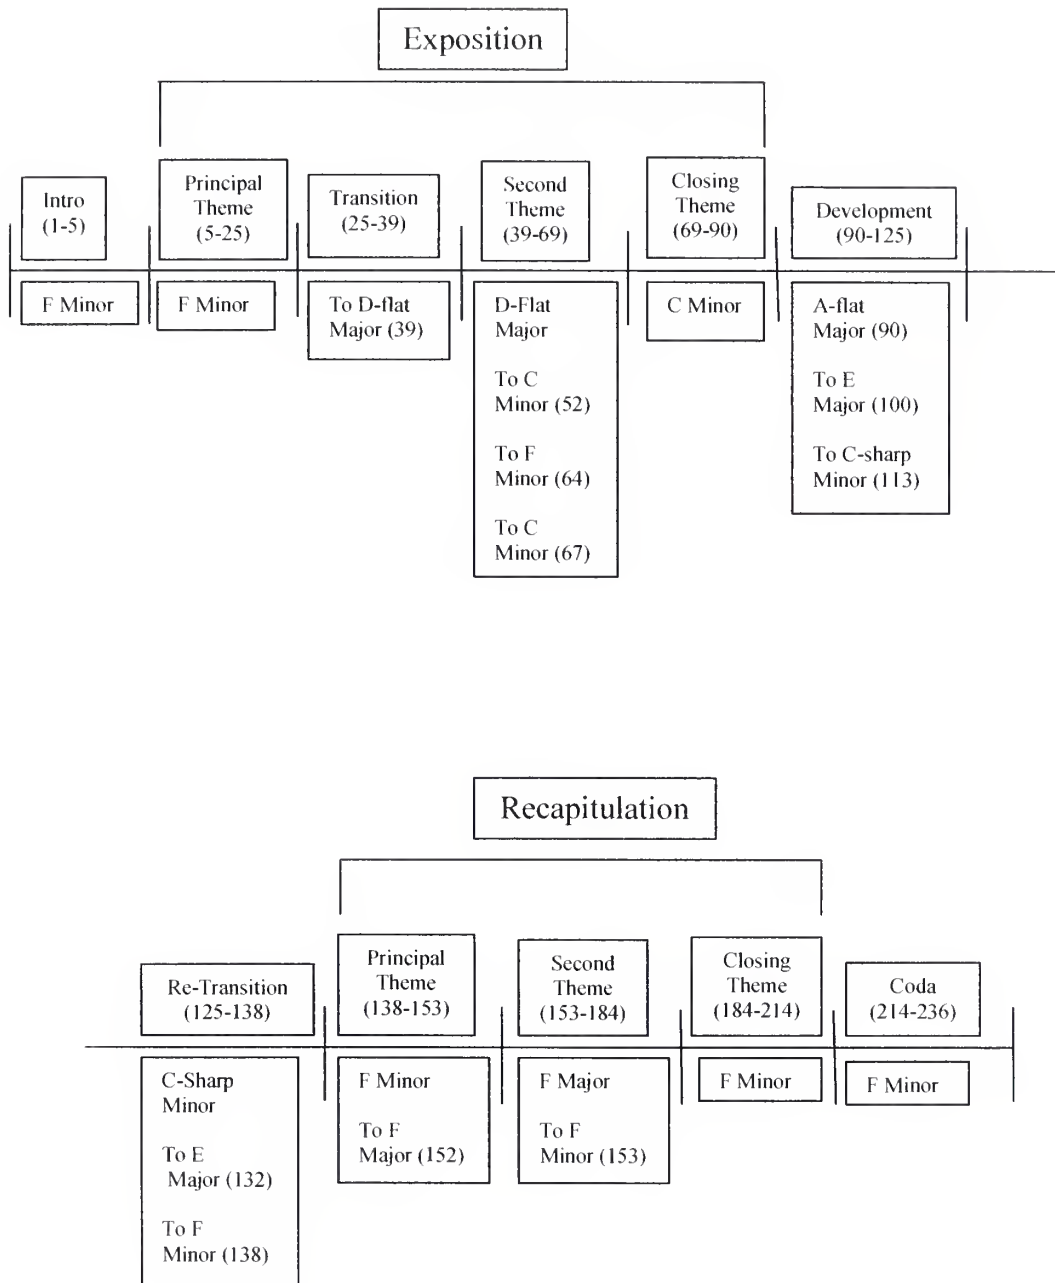 Exposition
Intro
(1-5)
Principal
Theme
(5-25)
Transition
(25-39)
Second
Theme
(39-69)
Closing
Theme
(69-90)
Development
(90-125)
F Minor
F Minor
To D-flat
Major (39)
D-Flat
Major
To C
Minor (52)
To F
Minor (64)
To C
Minor (67)
C Minor
A-flat
Major (90)
To E
Major (100)
To C-sharp
Minor (113)
Recapitulation
Re-Transition
(125-138)
Principal
Theme
(138-153)
Second
Theme
(153-184)
Closing
Theme
(184-214)
Coda
(214-236)
C-Sharp
Minor
To E
Major (132)
To F
Minor (138)
F Minor
To F
Major (152)
F Major
To F
Minor (153)
F Minor
F Minor